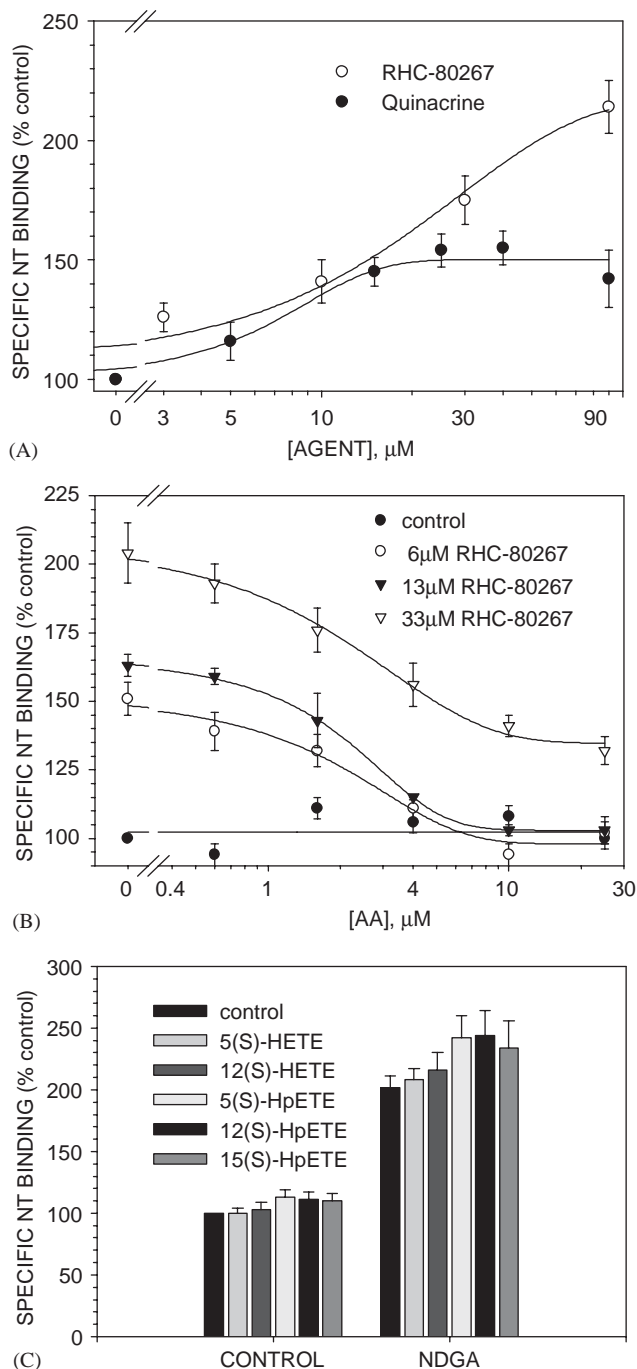 250
200
150
100
SPECIFIC NT BINDING (% control)
RHC-80267
Quinacrine
0 3 5 10 30 90
[AGENT], µM
(A)
225
200
175
150
125
100
SPECIFIC NT BINDING (% control)
control
6µM RHC-80267
13µM RHC-80267
33µM RHC-80267
0 0.4 1 4 10 30
[AA], µM
(B)
300
250
200
150
100
50
0
SPECIFIC NT BINDING (% control)
control
5(S)-HETE
12(S)-HETE
5(S)-HpETE
12(S)-HpETE
15(S)-HpETE
CONTROL NDGA
(C)